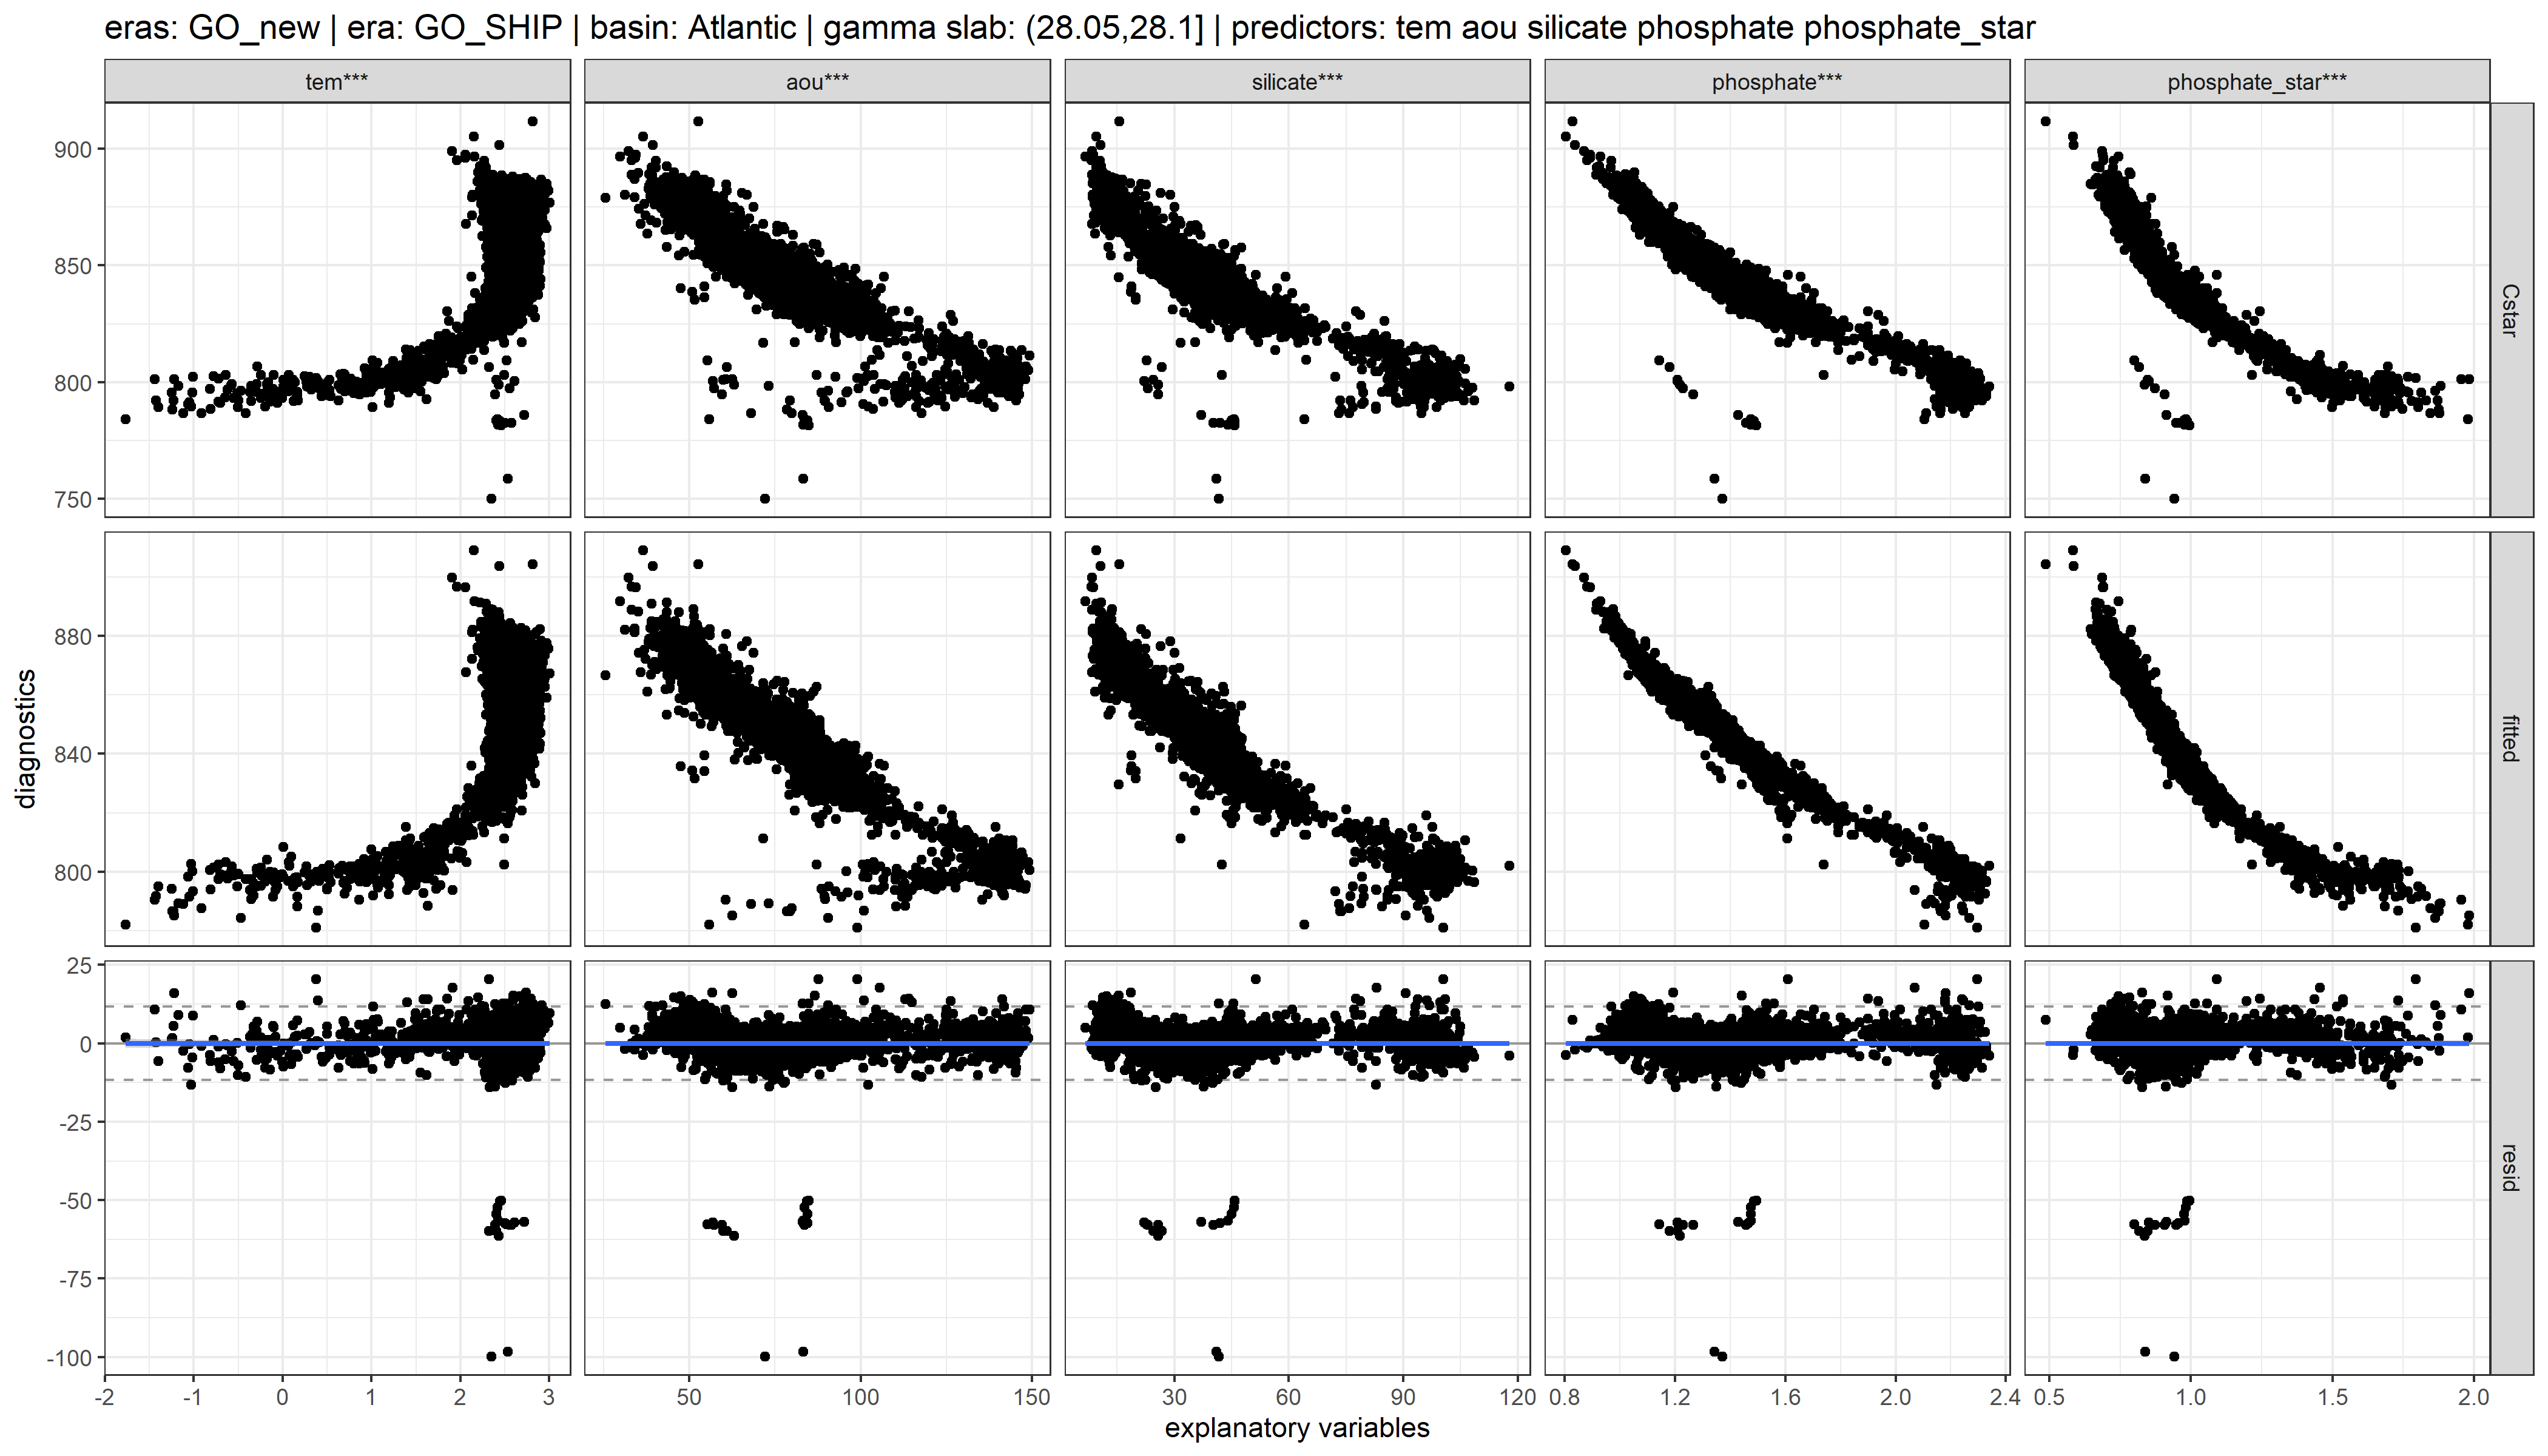 eras: GO_new | era: GO_SHIP | basin: Atlantic | gamma slab: (28.05,28.1] | predictors: tem aou silicate phosphate phosphate_star
tem*** aou*** silicate*** phosphate*** phosphate_star***
900
850
800
750
Cstar
880
840
800
fitted
diagnostics
25
0
-25
-50
-75
-100
resid
-2 -1 0 1 2 3 50 100 150 30 60 90 120 0.8 1.2 1.6 2.0 2.4 0.5 1.0 1.5 2.0
explanatory variables